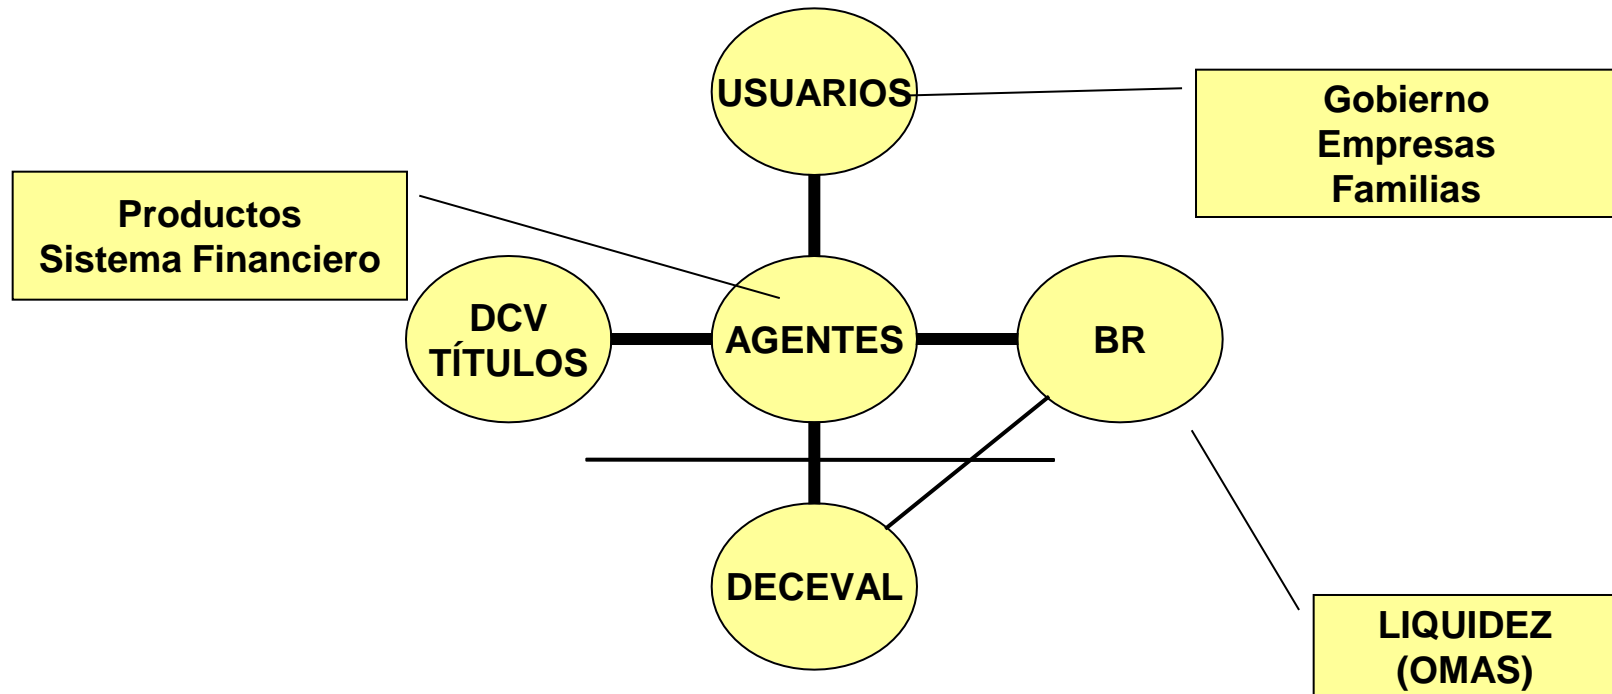 USUARIOS
Gobierno
Empresas
Familias
Productos
Sistema Financiero
DCV
TÍTULOS
AGENTES
BR
DECEVAL
LIQUIDEZ
(OMAS)